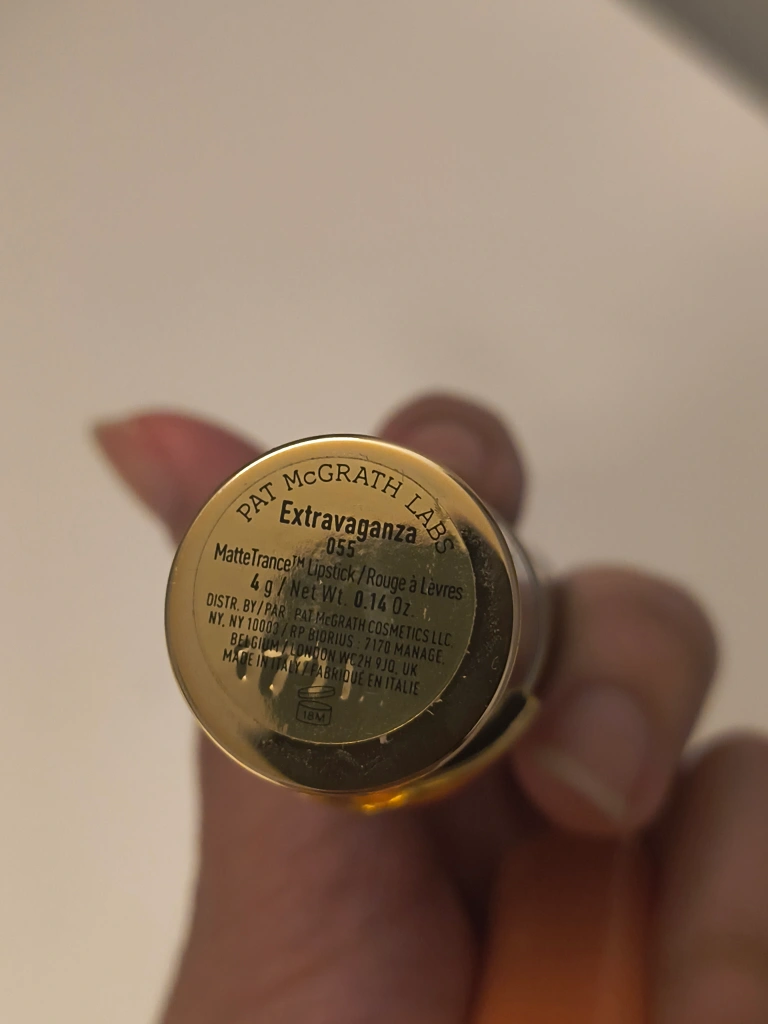 PAT McGRATH LABS
Extravaganza
055
MatteTrance™ Lipstick / Rouge à Lèvres
4 g / Net Wt. 0.14 Oz.
DISTR. BY / PAR : PAT McGRATH COSMETICS LLC,
NY, NY 10003 / RP BIORIUS - 7170 MANAGE,
BELGIUM / LONDON WC2H 9JQ, UK
MADE IN ITALY / FABRIQUÉ EN ITALIE
18M